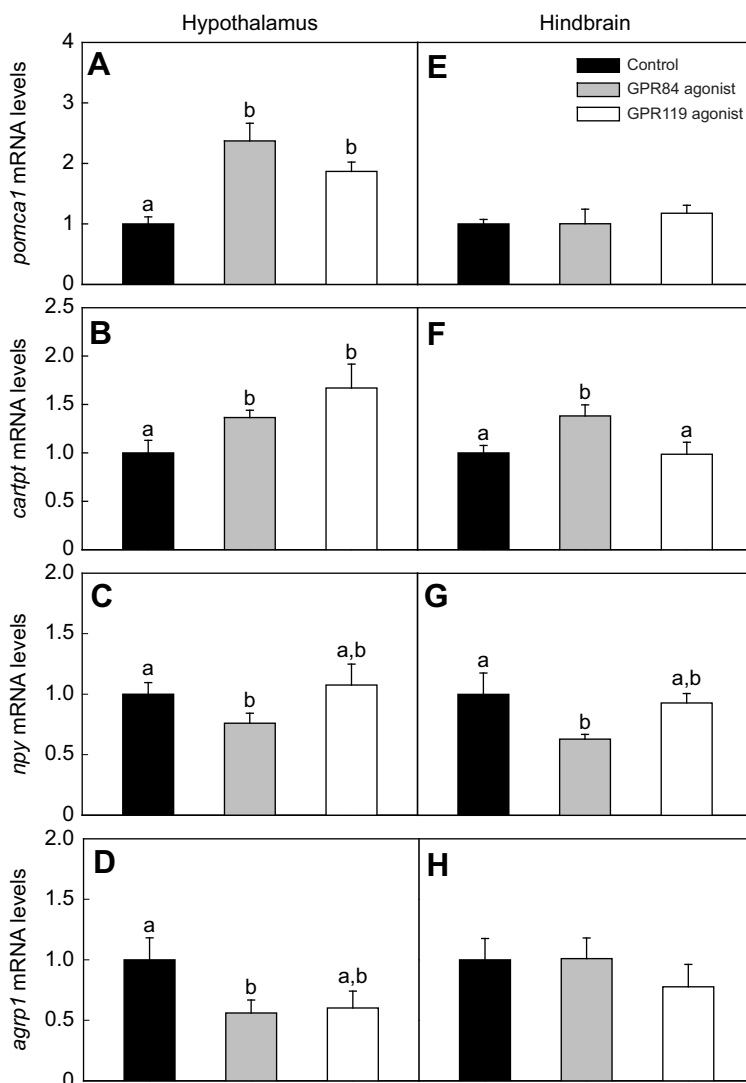 Hypothalamus
Hindbrain
pomca1 mRNA levels
4
3
2
1
0
A
a
b
b
E
Control
GPR84 agonist
GPR119 agonist
cartpt mRNA levels
2.5
2.0
1.5
1.0
0.5
0
B
a
b
b
F
a
b
a
npy mRNA levels
2.0
1.5
1.0
0.5
0
C
a
b
a,b
G
a
b
a,b
agrp1 mRNA levels
2.0
1.5
1.0
0.5
0
D
a
b
a,b
H